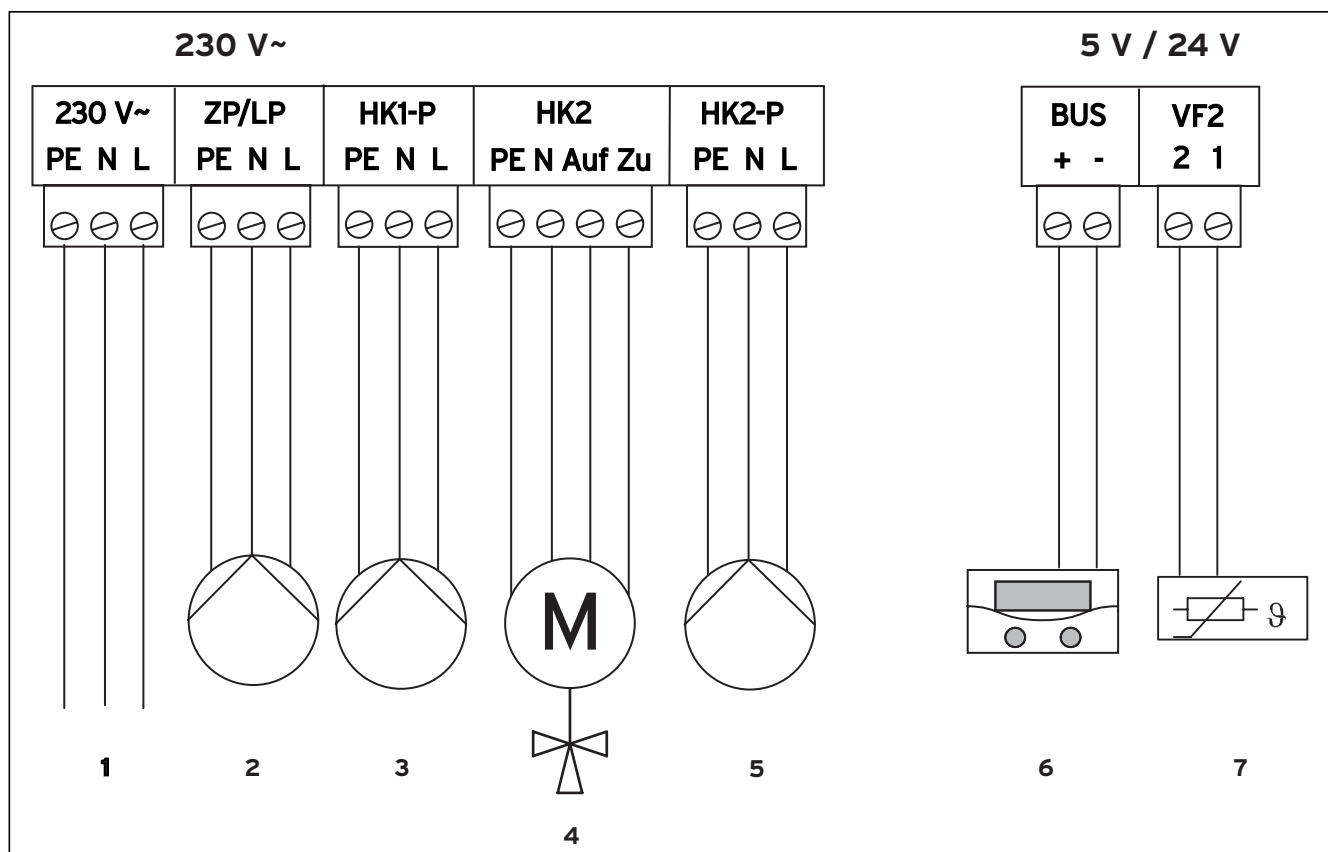 230 V~ 5 V / 24 V
230 V~ ZP/LP HK1-P HK2 HK2-P BUS VF2
PE N L PE N L PE N L PE N Auf Zu PE N L + - 2 1
M
ϑ
1 2 3 5 6 7
4